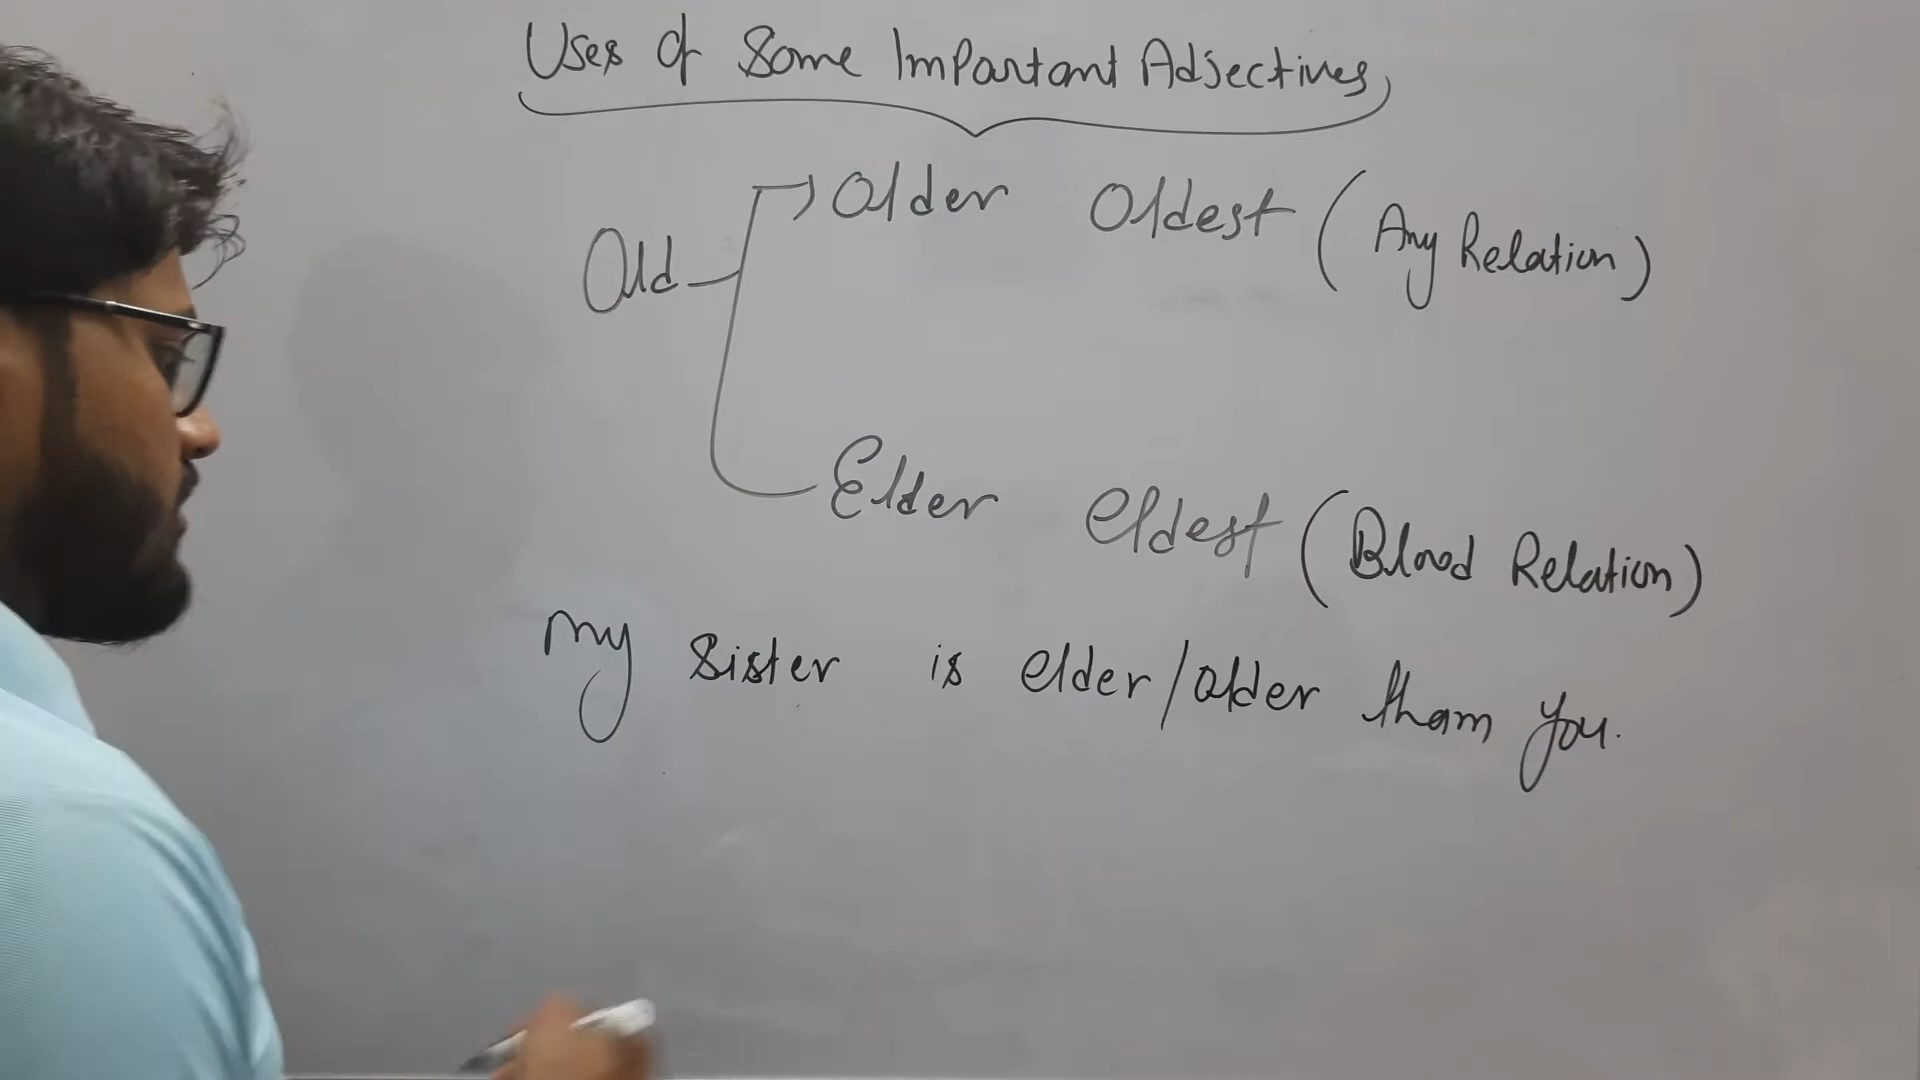 Uses of Some Important Adjectives
Old Older Oldest (Any Relation)
Elder eldest (Blood Relation)
My sister is elder/older than you.